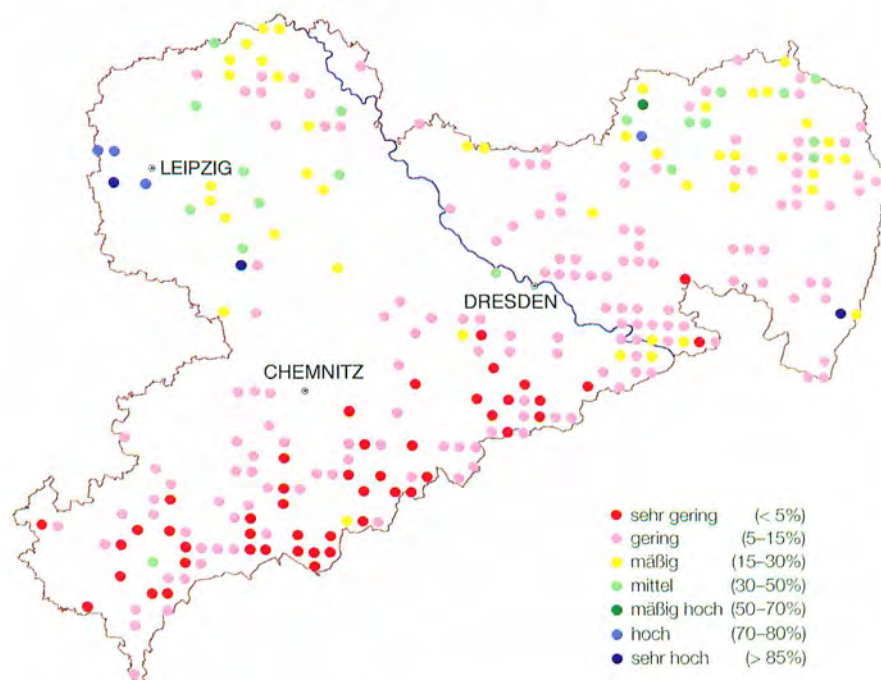 LEIPZIG
DRESDEN
CHEMNITZ
sehr gering (< 5%)
gering (5–15%)
mäßig (15–30%)
mittel (30–50%)
mäßig hoch (50–70%)
hoch (70–80%)
sehr hoch (> 85%)